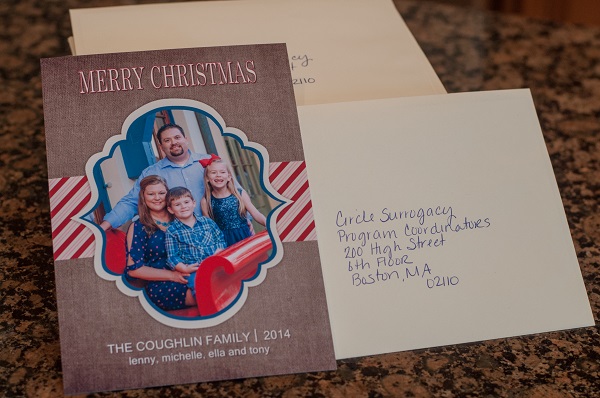 MERRY CHRISTMAS
THE COUGHLIN FAMILY | 2014
lenny, michelle, ella and tony
Circle Surrogacy
Program Coordinators
200 High Street
6th Floor
Boston, MA
02110
02110